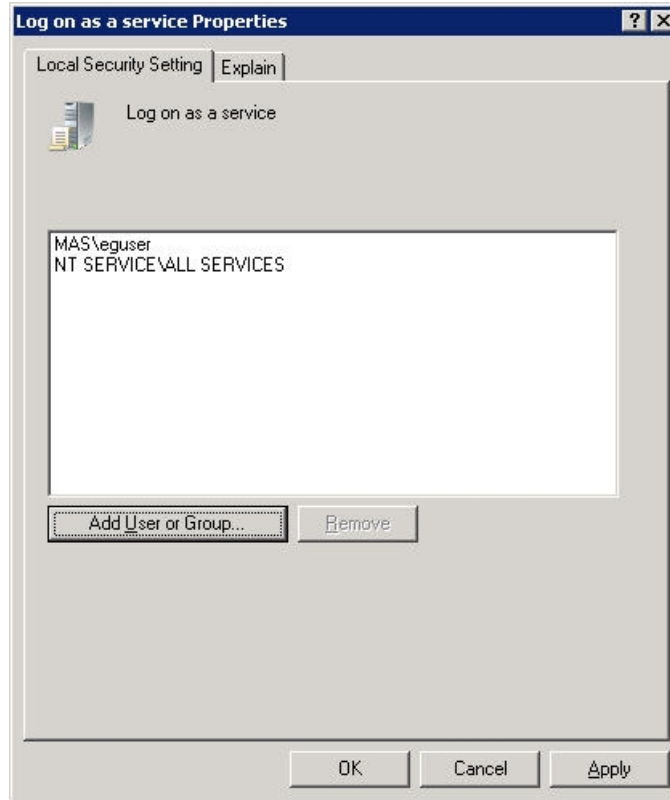 Log on as a service Properties
Local Security Setting
Explain
Log on as a service
MAS\eguser
NT SERVICE\ALL SERVICES
Add User or Group...
Remove
OK
Cancel
Apply